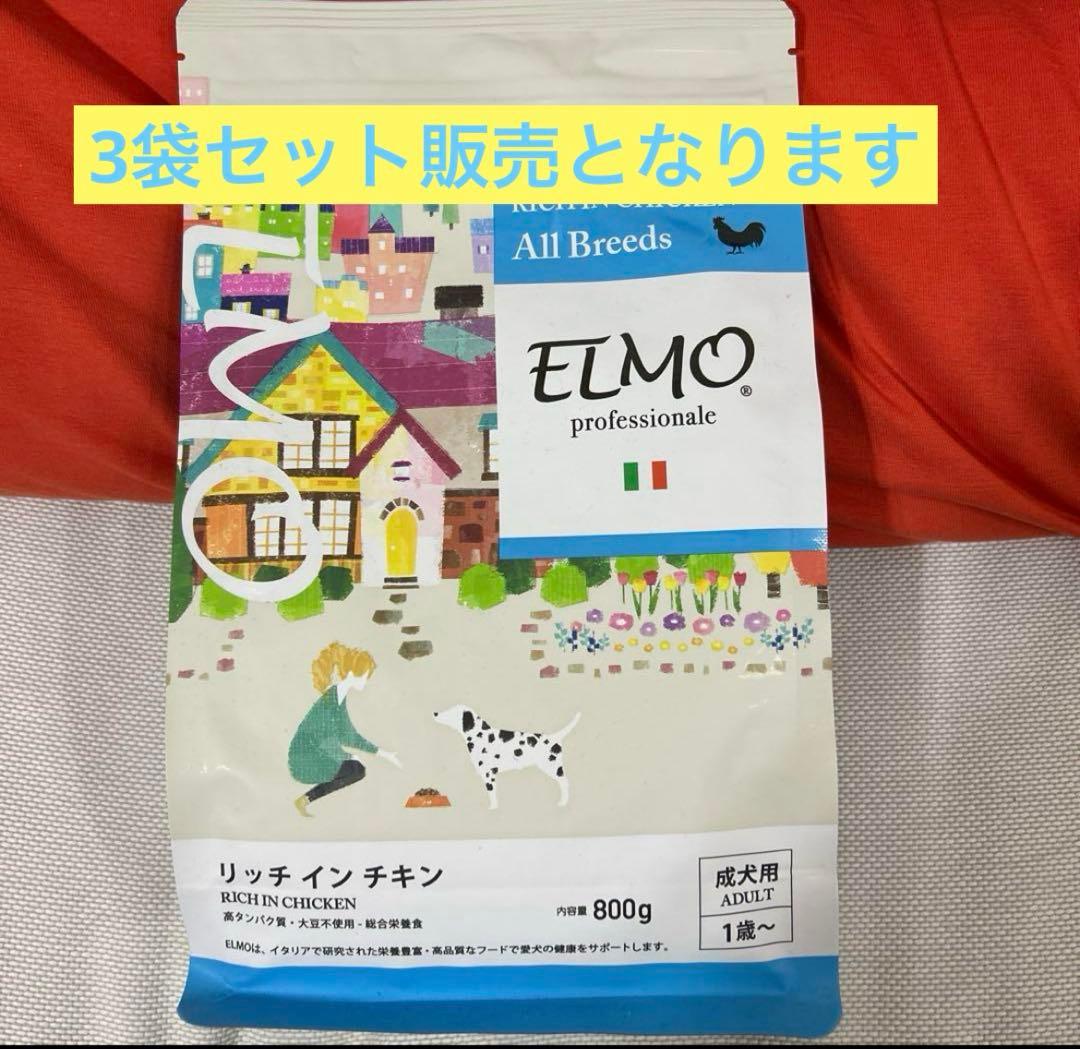 3袋セット販売となります
RICH IN CHICKEN
All Breeds
ELMO
ELMO®
professionale
リッチ イン チキン
RICH IN CHICKEN
高タンパク質・大豆不使用 - 総合栄養食
内容量 800g
成犬用
ADULT
1歳〜
ELMOは、イタリアで研究された栄養豊富・高品質なフードで愛犬の健康をサポートします。